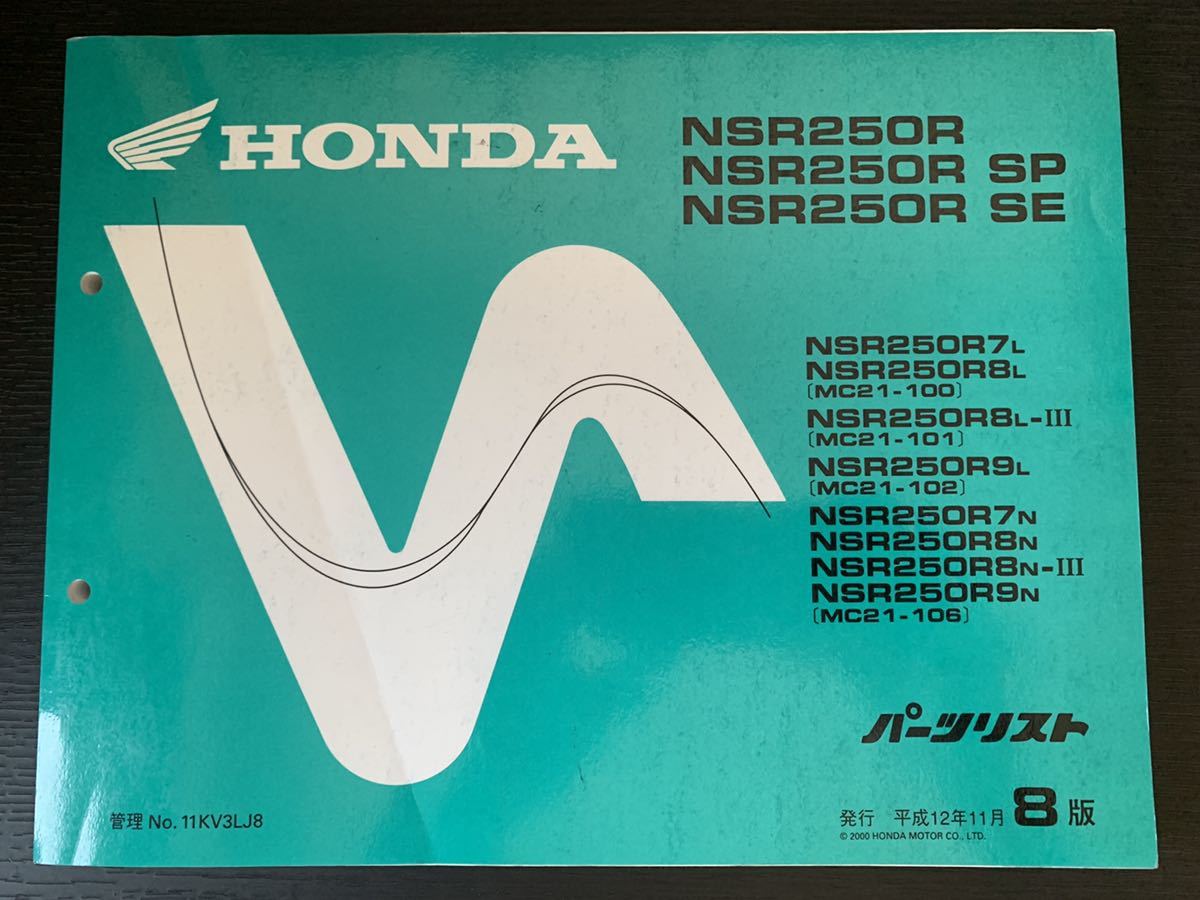 HONDA
NSR250R
NSR250R SP
NSR250R SE
NSR250R7L
NSR250R8L
〔MC21-100〕
NSR250R8L-III
〔MC21-101〕
NSR250R9L
〔MC21-102〕
NSR250R7N
NSR250R8N
NSR250R8N-III
NSR250R9N
〔MC21-106〕
パーツリスト
管理 No. 11KV3LJ8
発行 平成12年11月 8版
© 2000 HONDA MOTOR CO., LTD.